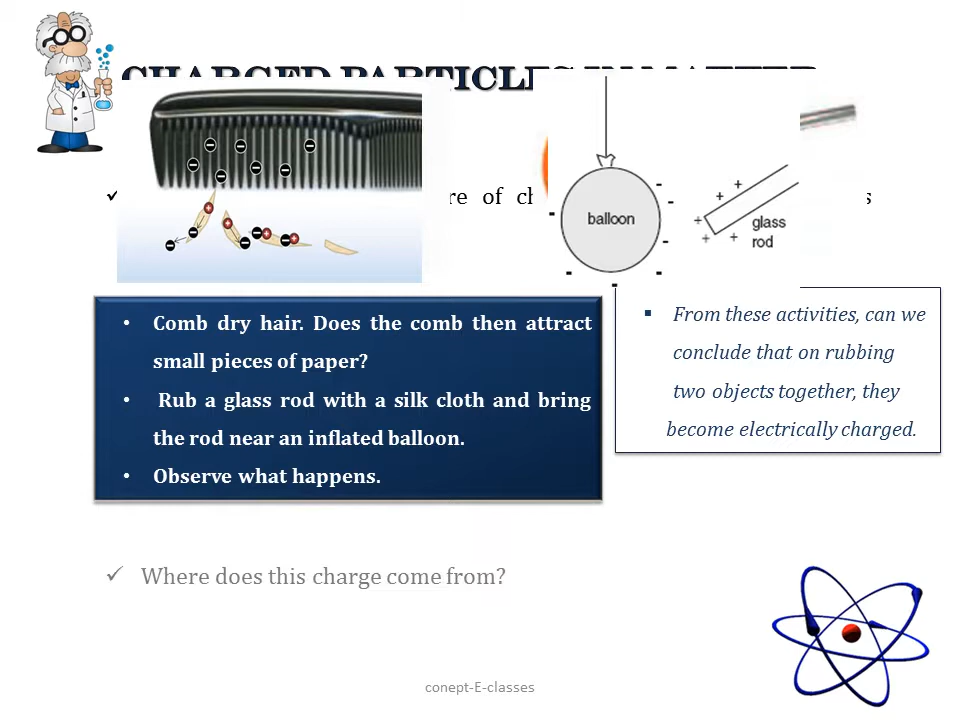 CHARGED PARTICLES IN MATTER
✓ re of ch s
balloon
glass
rod
• Comb dry hair. Does the comb then attract
small pieces of paper?
• Rub a glass rod with a silk cloth and bring
the rod near an inflated balloon.
• Observe what happens.
▪ From these activities, can we
conclude that on rubbing
two objects together, they
become electrically charged.
✓ Where does this charge come from?
conept-E-classes